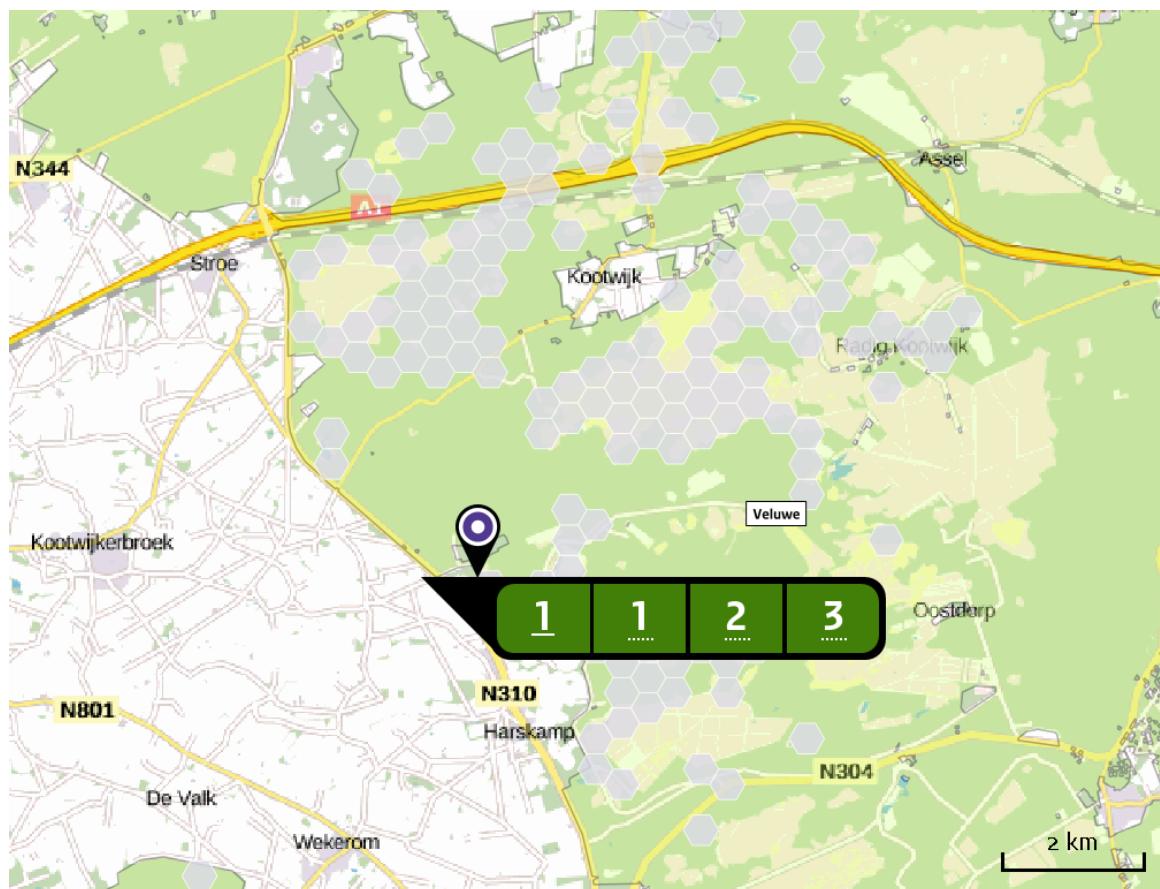 N344
Assel
A1
Stroe
Kootwijk
Radio Kootwijk
Veluwe
Kootwijkerbroek
1 1 2 3
N310
N801
Harskamp
N304
De Valk
Wekerom
2 km